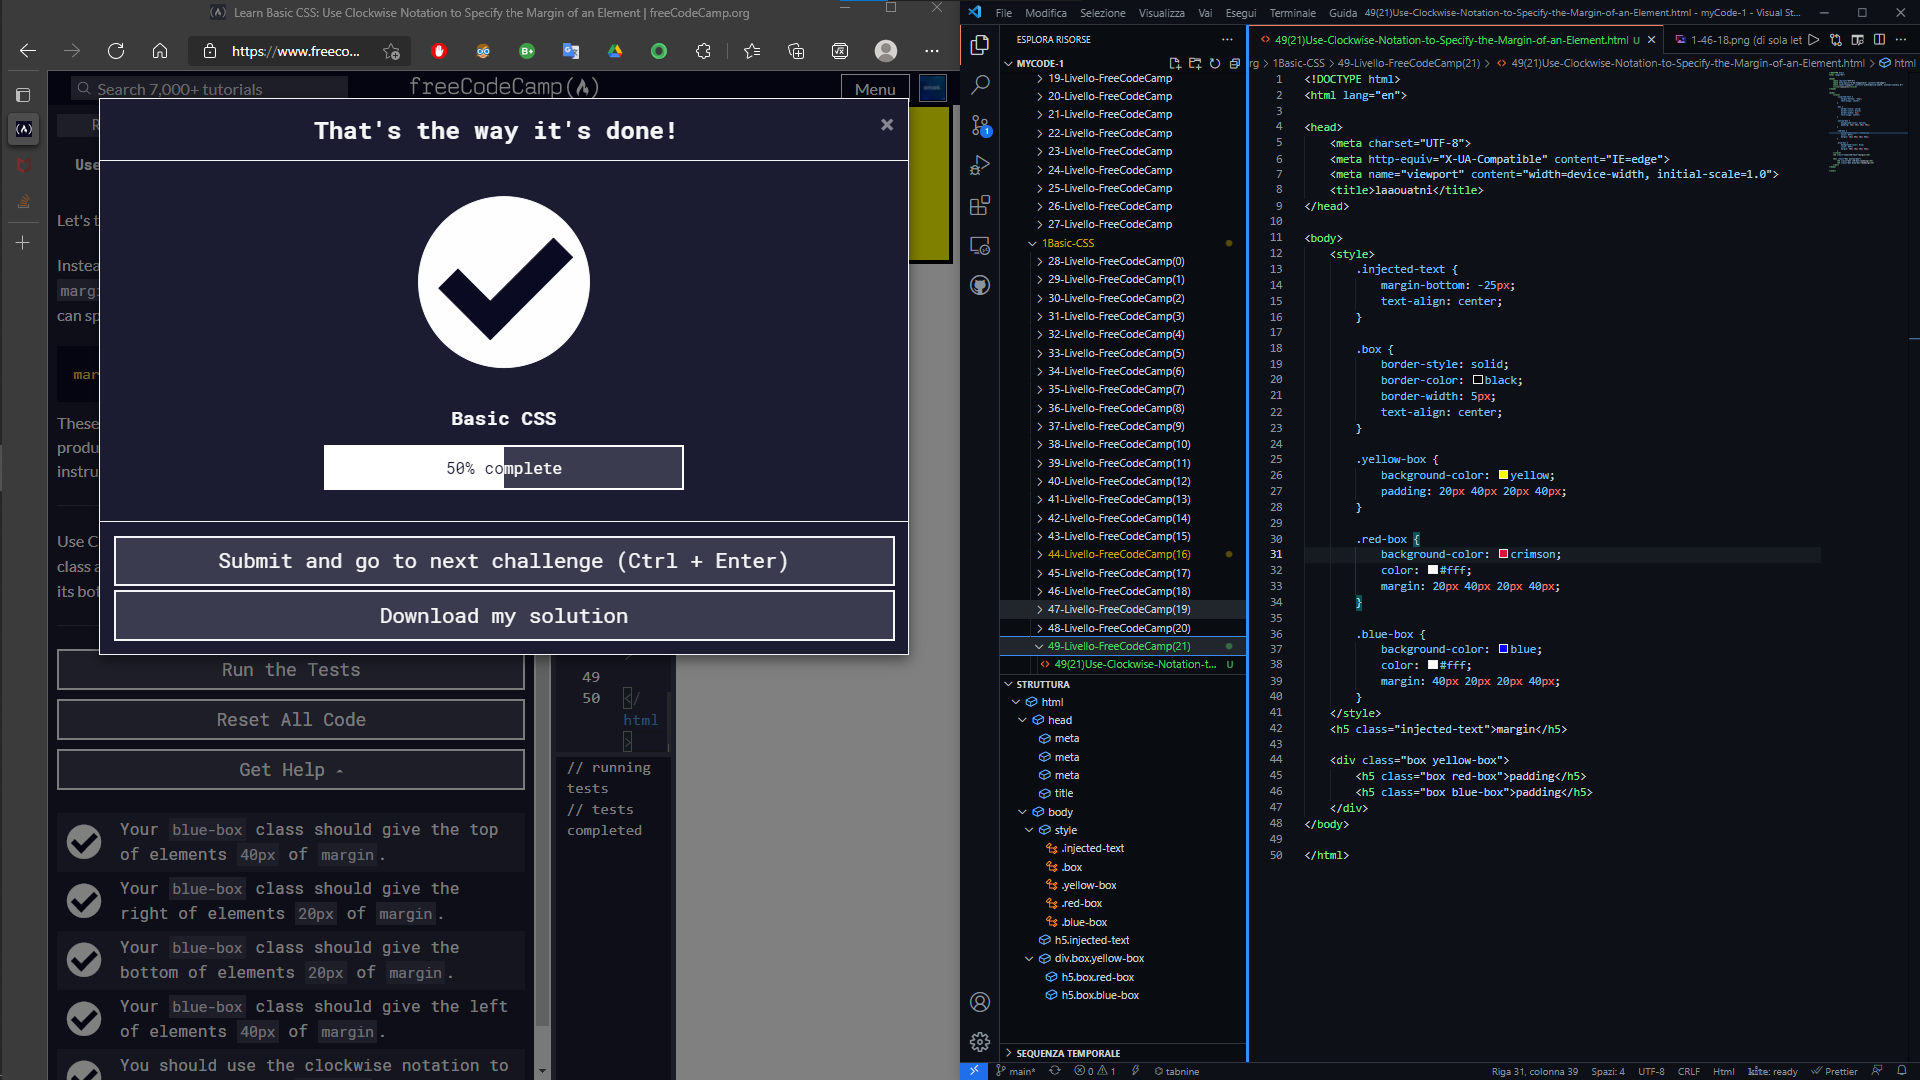 Learn Basic CSS: Use Clockwise Notation to Specify the Margin of an Element | freeCodeCamp.org
https://www.freeco...
Search 7,000+ tutorials
freeCodeCamp
Menu
That's the way it's done!
R
Use
Let's t
Instea
can sp
These
produ
instru
Use C
class a
its bot
Basic CSS
50% complete
Submit and go to next challenge (Ctrl + Enter)
Download my solution
Run the Tests
Reset All Code
Get Help
49
50 </
html
>
// running
tests
// tests
completed
Your blue-box class should give the top
of elements 40px of margin.
Your blue-box class should give the
right of elements 20px of margin.
Your blue-box class should give the
bottom of elements 20px of margin.
Your blue-box class should give the left
of elements 40px of margin.
You should use the clockwise notation to
File Modifica Selezione Visualizza Vai Esegui Terminale Guida 49(21)Use-Clockwise-Notation-to-Specify-the-Margin-of-an-Element.html - myCode-1 - Visual St...
ESPLORA RISORSE
MYCODE-1
19-Livello-FreeCodeCamp
20-Livello-FreeCodeCamp
21-Livello-FreeCodeCamp
22-Livello-FreeCodeCamp
23-Livello-FreeCodeCamp
24-Livello-FreeCodeCamp
25-Livello-FreeCodeCamp
26-Livello-FreeCodeCamp
27-Livello-FreeCodeCamp
1Basic-CSS
28-Livello-FreeCodeCamp(0)
29-Livello-FreeCodeCamp(1)
30-Livello-FreeCodeCamp(2)
31-Livello-FreeCodeCamp(3)
32-Livello-FreeCodeCamp(4)
33-Livello-FreeCodeCamp(5)
34-Livello-FreeCodeCamp(6)
35-Livello-FreeCodeCamp(7)
36-Livello-FreeCodeCamp(8)
37-Livello-FreeCodeCamp(9)
38-Livello-FreeCodeCamp(10)
39-Livello-FreeCodeCamp(11)
40-Livello-FreeCodeCamp(12)
41-Livello-FreeCodeCamp(13)
42-Livello-FreeCodeCamp(14)
43-Livello-FreeCodeCamp(15)
44-Livello-FreeCodeCamp(16)
45-Livello-FreeCodeCamp(17)
46-Livello-FreeCodeCamp(18)
47-Livello-FreeCodeCamp(19)
48-Livello-FreeCodeCamp(20)
49-Livello-FreeCodeCamp(21)
49(21)Use-Clockwise-Notation-t... U
STRUTTURA
html
head
meta
meta
meta
title
body
style
.injected-text
.box
.yellow-box
.red-box
.blue-box
h5.injected-text
div.box.yellow-box
h5.box.red-box
h5.box.blue-box
SEQUENZA TEMPORALE
49(21)Use-Clockwise-Notation-to-Specify-the-Margin-of-an-Element.html U
1-46-18.png (di sola let
rg > 1Basic-CSS > 49-Livello-FreeCodeCamp(21) > 49(21)Use-Clockwise-Notation-to-Specify-the-Margin-of-an-Element.html > html
1 <!DOCTYPE html>
2 <html lang="en">
3
4 <head>
5 <meta charset="UTF-8">
6 <meta http-equiv="X-UA-Compatible" content="IE=edge">
7 <meta name="viewport" content="width=device-width, initial-scale=1.0">
8 <title>laaouatni</title>
9 </head>
10
11 <body>
12 <style>
13 .injected-text {
14 margin-bottom: -25px;
15 text-align: center;
16 }
17
18 .box {
19 border-style: solid;
20 border-color: black;
21 border-width: 5px;
22 text-align: center;
23 }
24
25 .yellow-box {
26 background-color: yellow;
27 padding: 20px 40px 20px 40px;
28 }
29
30 .red-box {
31 background-color: crimson;
32 color: #fff;
33 margin: 20px 40px 20px 40px;
34 }
35
36 .blue-box {
37 background-color: blue;
38 color: #fff;
39 margin: 40px 20px 20px 40px;
40 }
41 </style>
42 <h5 class="injected-text">margin</h5>
43
44 <div class="box yellow-box">
45 <h5 class="box red-box">padding</h5>
46 <h5 class="box blue-box">padding</h5>
47 </div>
48 </body>
49
50 </html>
main* 0 1 tabnine Riga 31, colonna 39 Spazi: 4 UTF-8 CRLF Html kite: ready Prettier